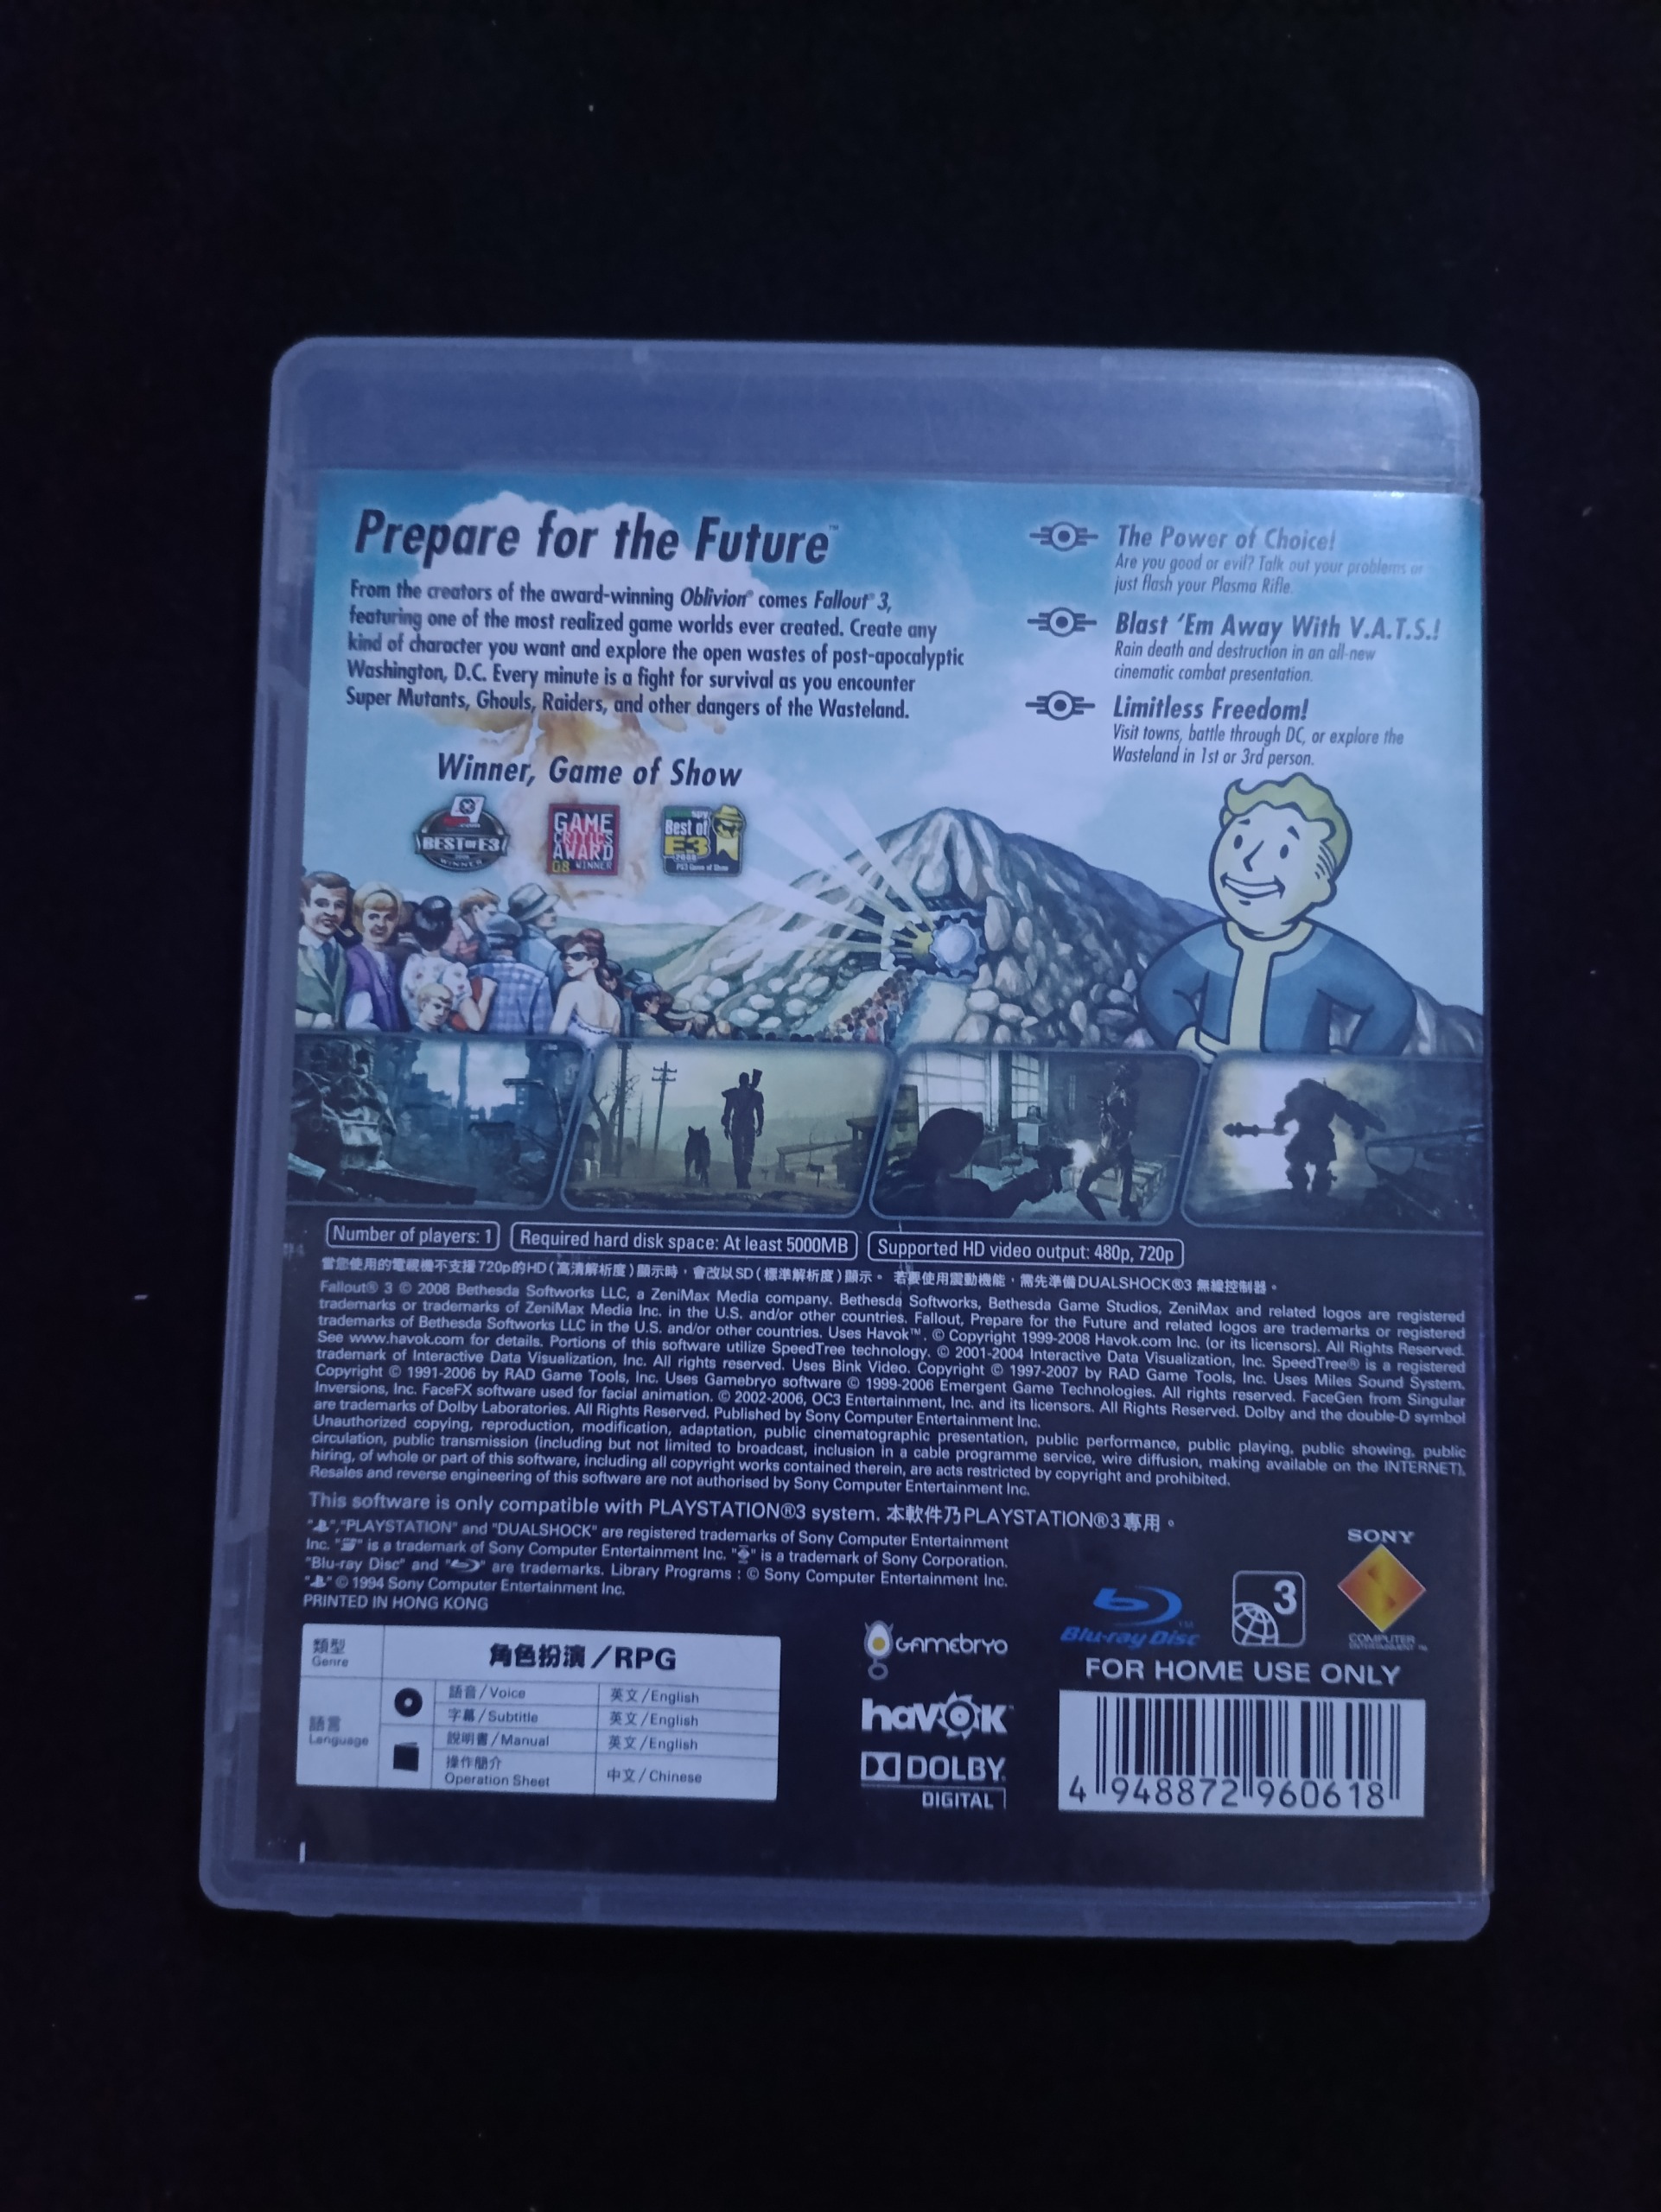 Prepare for the Future™
From the creators of the award-winning Oblivion® comes Fallout® 3,
featuring one of the most realized game worlds ever created. Create any
kind of character you want and explore the open wastes of post-apocalyptic
Washington, D.C. Every minute is a fight for survival as you encounter
Super Mutants, Ghouls, Raiders, and other dangers of the Wasteland.
The Power of Choice!
Are you good or evil? Talk out your problems or
just flash your Plasma Rifle.
Blast ‘Em Away With V.A.T.S.!
Rain death and destruction in an all-new
cinematic combat presentation.
Limitless Freedom!
Visit towns, battle through DC, or explore the
Wasteland in 1st or 3rd person.
Winner, Game of Show
BEST OF E3
WINNER
GAME
CRITICS
AWARD
08 WINNER
Best of
E3
2008
PS3 Game of Show
Number of players: 1
Required hard disk space: At least 5000MB
Supported HD video output: 480p, 720p
當您使用的電視機不支援720p的HD(高清解析度)顯示時，會改以SD(標準解析度)顯示。 若要使用震動機能，需先準備DUALSHOCK®3 無線控制器。
Fallout® 3 © 2008 Bethesda Softworks LLC, a ZeniMax Media company. Bethesda Softworks, Bethesda Game Studios, ZeniMax and related logos are registered
trademarks or trademarks of ZeniMax Media Inc. in the U.S. and/or other countries. Fallout, Prepare for the Future and related logos are trademarks or registered
trademarks of Bethesda Softworks LLC in the U.S. and/or other countries. Uses Havok™. © Copyright 1999-2008 Havok.com Inc. (or its licensors). All Rights Reserved.
See www.havok.com for details. Portions of this software utilize SpeedTree technology. © 2001-2004 Interactive Data Visualization, Inc. SpeedTree® is a registered
trademark of Interactive Data Visualization, Inc. All rights reserved. Uses Bink Video. Copyright © 1997-2007 by RAD Game Tools, Inc. Uses Miles Sound System.
Copyright © 1991-2006 by RAD Game Tools, Inc. Uses Gamebryo software © 1999-2006 Emergent Game Technologies. All rights reserved. FaceGen from Singular
Inversions, Inc. FaceFX software used for facial animation. © 2002-2006, OC3 Entertainment, Inc. and its licensors. All Rights Reserved. Dolby and the double-D symbol
are trademarks of Dolby Laboratories. All Rights Reserved. Published by Sony Computer Entertainment Inc.
Unauthorized copying, reproduction, modification, adaptation, public cinematographic presentation, public performance, public playing, public showing, public
circulation, public transmission (including but not limited to broadcast, inclusion in a cable programme service, wire diffusion, making available on the INTERNET),
hiring, of whole or part of this software, including all copyright works contained therein, are acts restricted by copyright and prohibited.
Resales and reverse engineering of this software are not authorised by Sony Computer Entertainment Inc.
This software is only compatible with PLAYSTATION®3 system. 本軟件乃PLAYSTATION®3專用。
" ","PLAYSTATION" and "DUALSHOCK" are registered trademarks of Sony Computer Entertainment
Inc. " " is a trademark of Sony Computer Entertainment Inc. " " is a trademark of Sony Corporation.
"Blu-ray Disc" and " " are trademarks. Library Programs : © Sony Computer Entertainment Inc.
" " © 1994 Sony Computer Entertainment Inc.
PRINTED IN HONG KONG
類型
Genre
角色扮演/RPG
語言
Language
語音/Voice 英文/English
字幕/Subtitle 英文/English
說明書/Manual 英文/English
操作簡介
Operation Sheet
中文/Chinese
GAMEBRYO
havok™
DOLBY
DIGITAL
Blu-ray Disc™
3
SONY
COMPUTER
ENTERTAINMENT™
FOR HOME USE ONLY
4 948872 960618